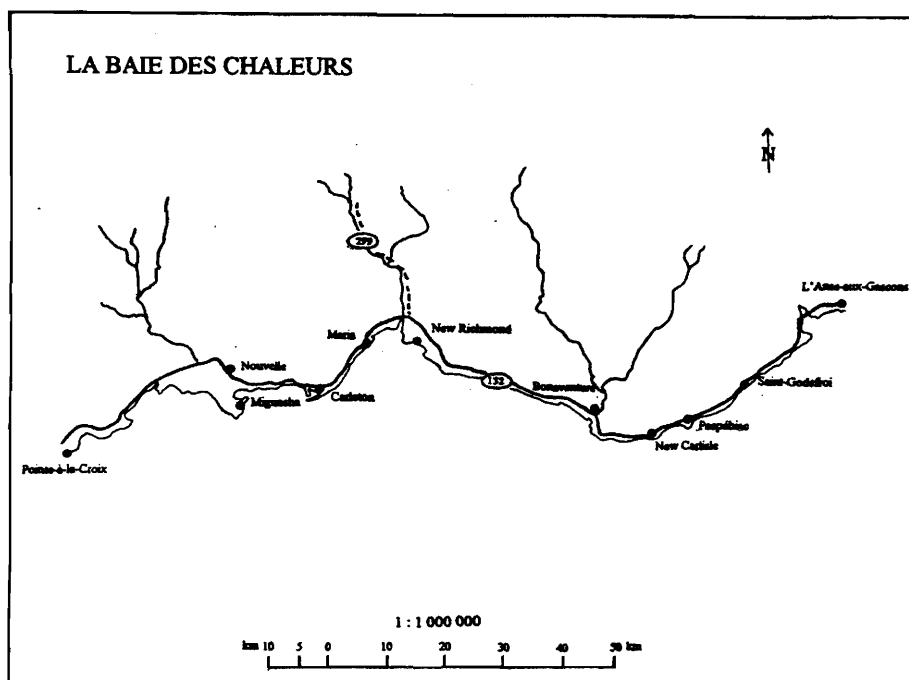 LA BAIE DES CHALEURS
N
299
L'Anse-aux-Gascons
New Richmond
Maria
Nouvelle
132
Bonaventure
Saint-Godefroi
Carleton
Miguasha
Paspébiac
New Carlisle
Pointe-à-la-Croix
1 : 1 000 000
km 10 5 0 10 20 30 40 50 km